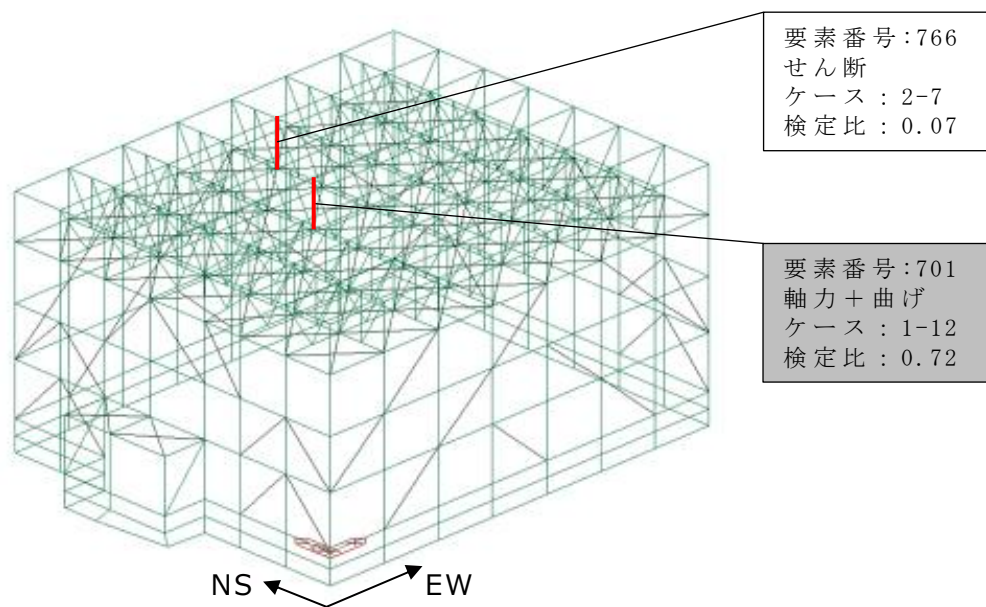 要素番号:766
せん断
ケース:2-7
検定比:0.07
要素番号:701
軸力+曲げ
ケース:1-12
検定比:0.72
NS
EW